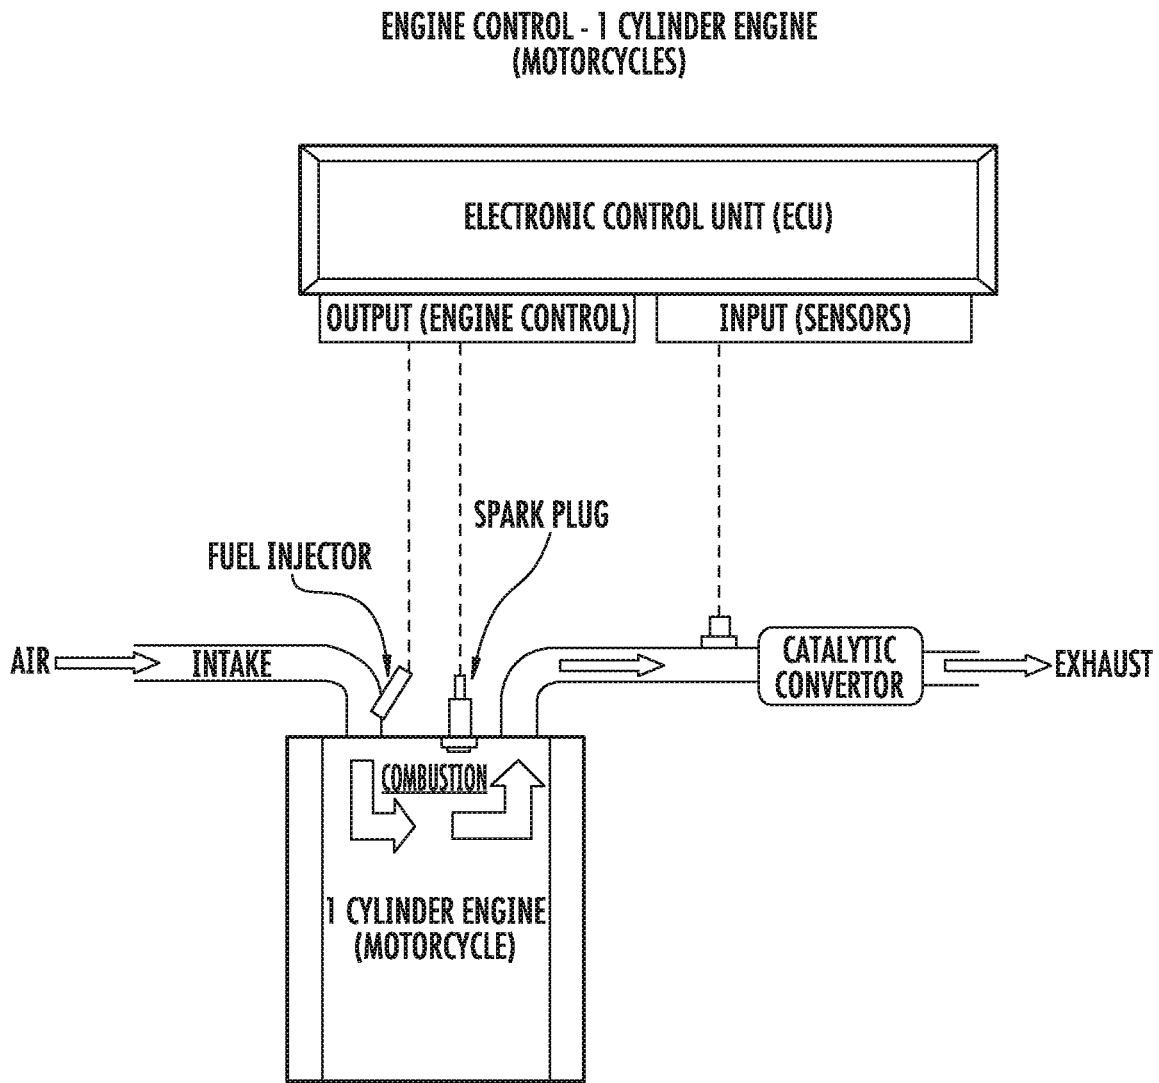 ENGINE CONTROL - 1 CYLINDER ENGINE
(MOTORCYCLES)
ELECTRONIC CONTROL UNIT (ECU)
OUTPUT (ENGINE CONTROL)
INPUT (SENSORS)
SPARK PLUG
FUEL INJECTOR
AIR
INTAKE
CATALYTIC
CONVERTOR
EXHAUST
COMBUSTION
1 CYLINDER ENGINE
(MOTORCYCLE)